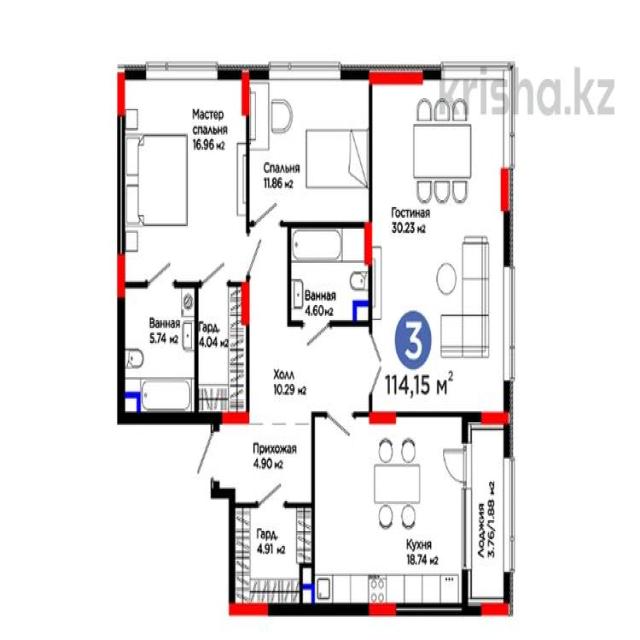 krisha.kz
Мастер
спальня
16.96 м2
Спальня
11.86 м2
Гостиная
30.23 м2
Ванная
4.60м2
Ванная
5.74 м2
Гард.
4.04 м2
3
114,15 м2
Холл
10.29 м2
Прихожая
4.90 м2
Гард.
4.91 м2
Кухня
18.74 м2
Лоджия
3.76/1.88 м2